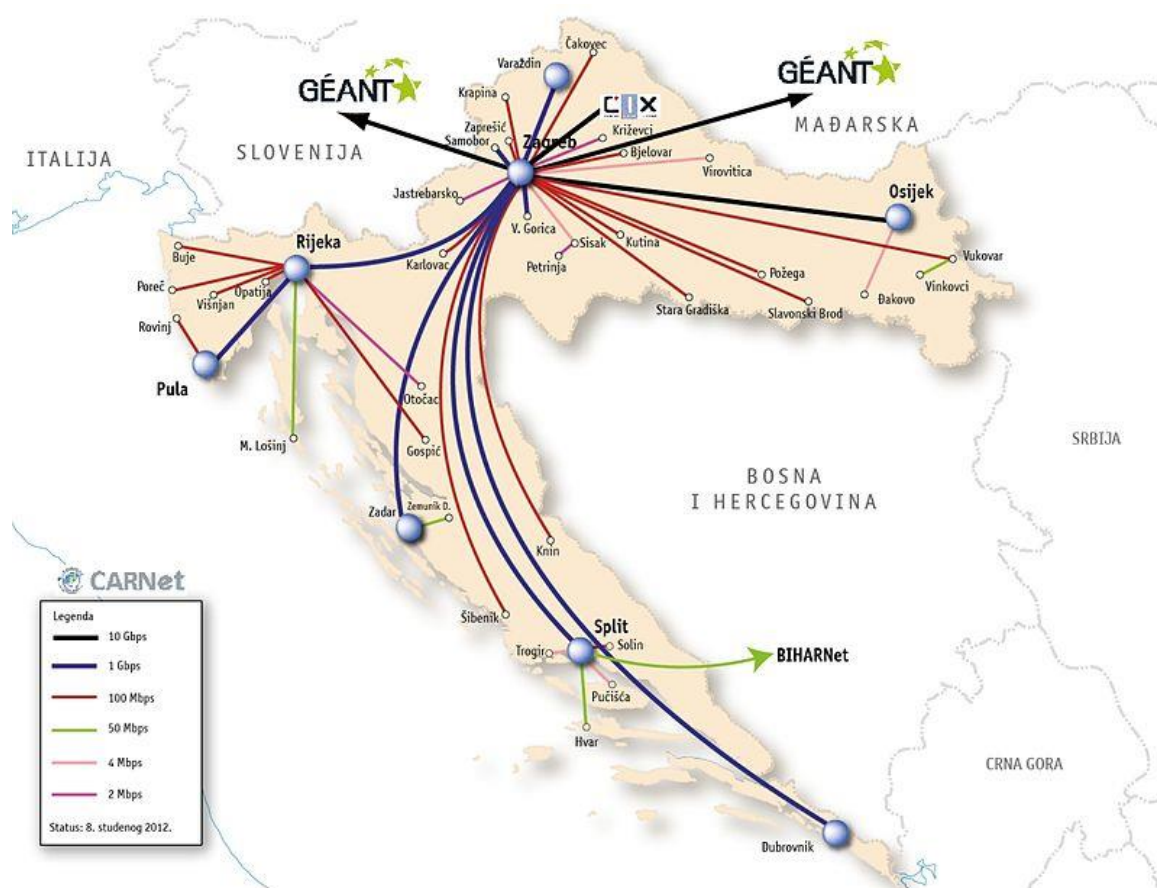 GÉANT
GÉANT
CIX
ITALIJA
SLOVENIJA
MAĐARSKA
SRBIJA
BOSNA
I HERCEGOVINA
CRNA GORA
Čakovec
Varaždin
Krapina
Zaprešić
Samobor
Zagreb
Križevci
Bjelovar
Virovitica
Jastrebarsko
V. Gorica
Osijek
Rijeka
Buje
Karlovac
Sisak
Kutina
Petrinja
Vukovar
Požega
Vinkovci
Poreč
Višnjan
Opatija
Đakovo
Stara Gradiška
Slavonski Brod
Rovinj
Pula
Otočac
M. Lošinj
Gospić
Zadar
Zemunik D.
Knin
Šibenik
Split
Trogir
Solin
BIHARNet
Pučišća
Hvar
Dubrovnik
CARNet
Legenda
10 Gbps
1 Gbps
100 Mbps
50 Mbps
4 Mbps
2 Mbps
Status: 8. studenog 2012.